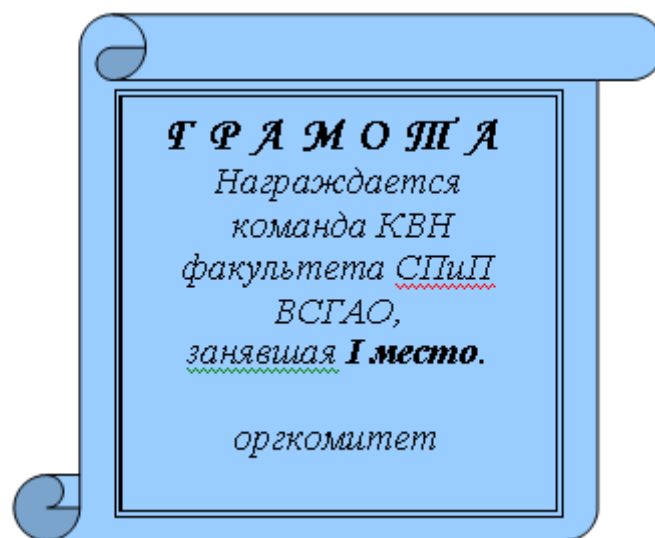 Г Р А М О Т А
Награждается
команда КВН
факультета СПиП
ВСГАО,
занявшая I место.
оргкомитет